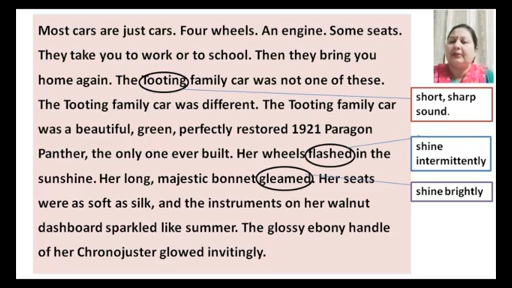 Most cars are just cars. Four wheels. An engine. Some seats.
They take you to work or to school. Then they bring you
home again. The Tooting family car was not one of these.
The Tooting family car was different. The Tooting family car
was a beautiful, green, perfectly restored 1921 Paragon
Panther, the only one ever built. Her wheels flashed in the
sunshine. Her long, majestic bonnet gleamed. Her seats
were as soft as silk, and the instruments on her walnut
dashboard sparkled like summer. The glossy ebony handle
of her Chronojuster glowed invitingly.
short, sharp
sound.
shine
intermittently
shine brightly